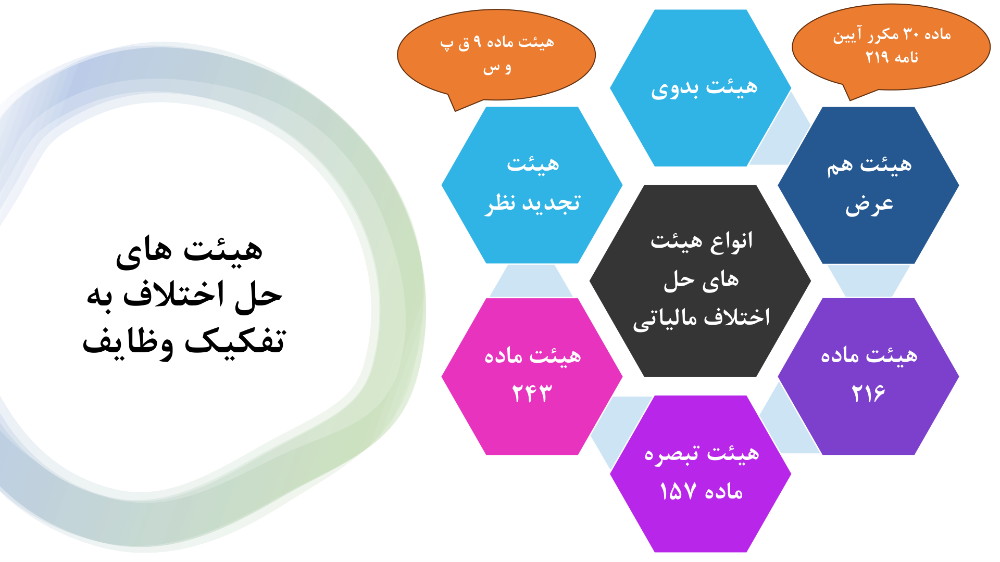 هیئت های
حل اختلاف به
تفکیک وظایف
انواع هیئت
های حل
اختلاف مالیاتی
هیئت بدوی
ماده ۳۰ مکرر آیین
نامه ۲۱۹
هیئت هم
عرض
هیئت ماده
۲۱۶
هیئت تبصره
ماده ۱۵۷
هیئت ماده
۲۴۳
هیئت
تجدید نظر
هیئت ماده ۹ ق پ
و س